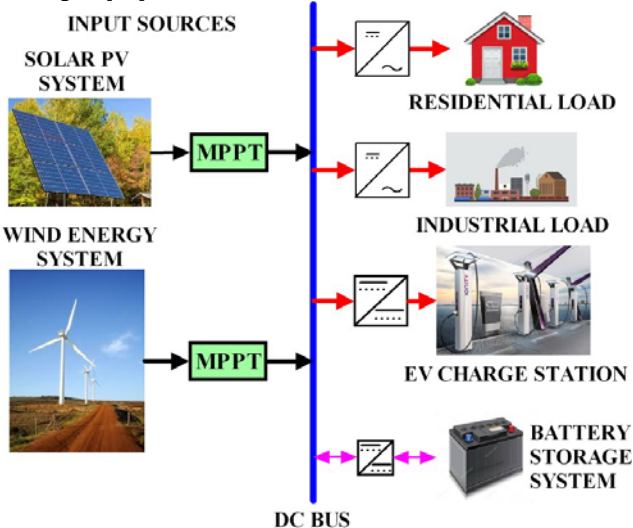 INPUT SOURCES
SOLAR PV
SYSTEM
MPPT
WIND ENERGY
SYSTEM
MPPT
RESIDENTIAL LOAD
INDUSTRIAL LOAD
EV CHARGE STATION
BATTERY
STORAGE
SYSTEM
DC BUS